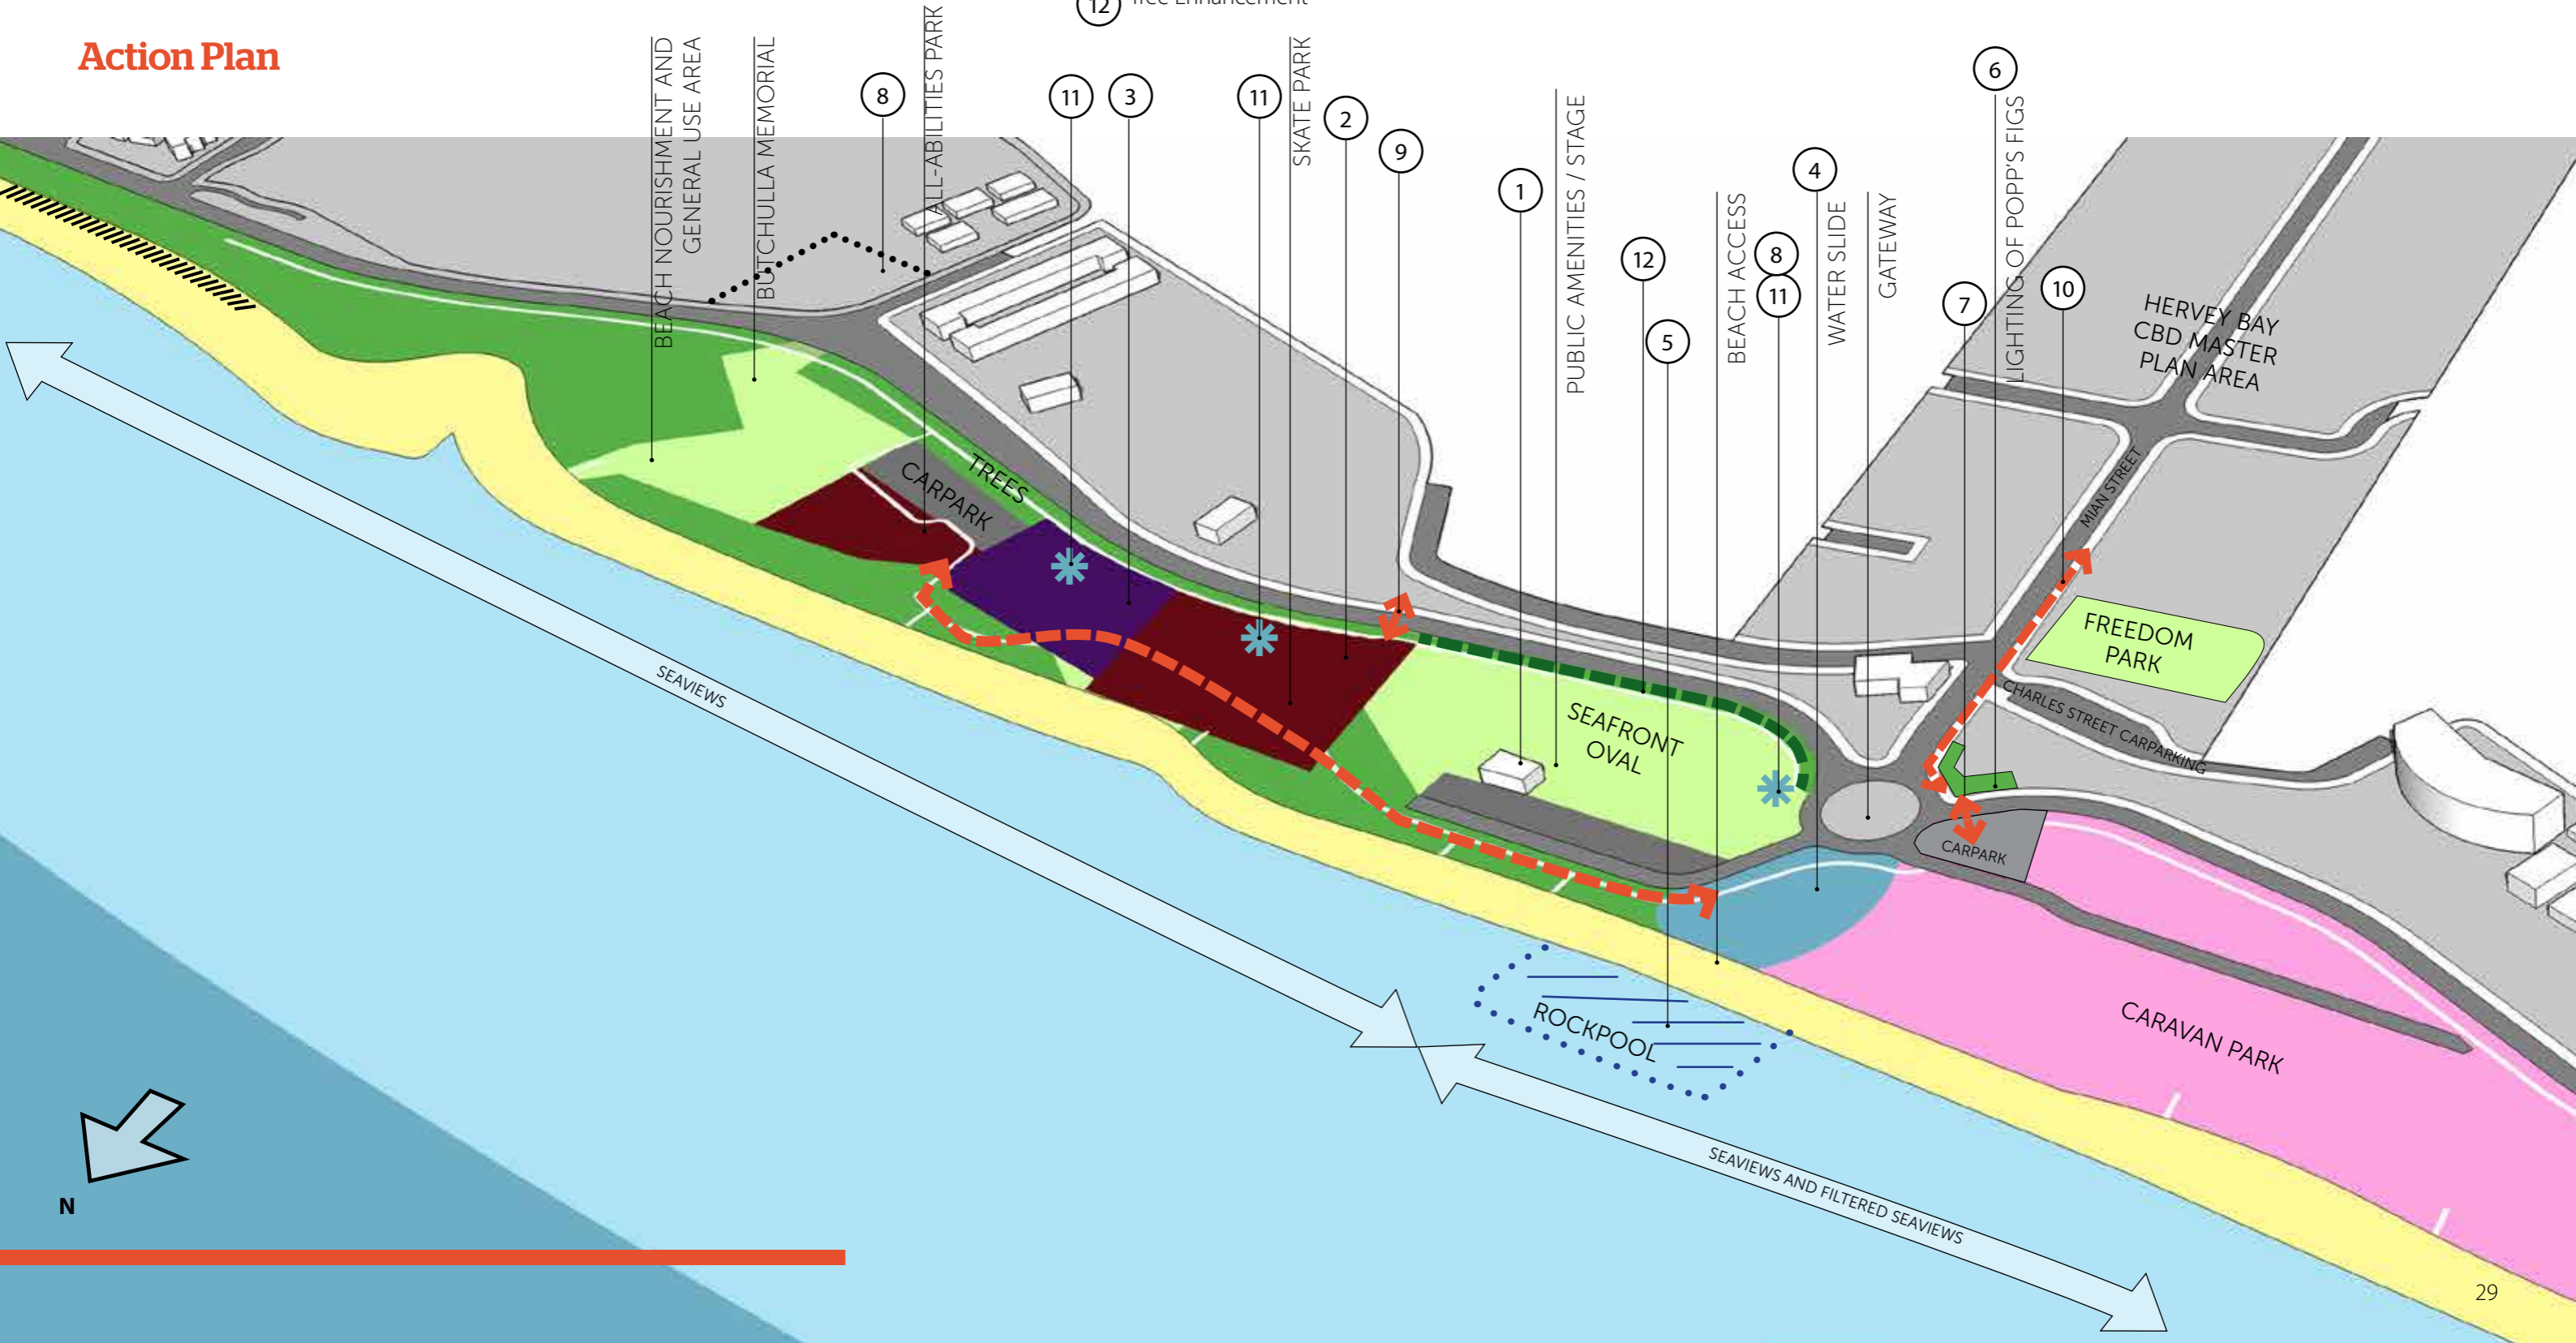 12 Tree Enhancement
Action Plan
BEACH NOURISHMENT AND
GENERAL USE AREA
BUTCHULLA MEMORIAL
8
ALL-ABILITIES PARK
11
3
11
SKATE PARK
2
9
1
PUBLIC AMENITIES / STAGE
12
5
BEACH ACCESS
8
11
4
WATER SLIDE
GATEWAY
7
6
LIGHTING OF POPP'S FIGS
10
HERVEY BAY
CBD MASTER
PLAN AREA
MIAN STREET
TREES
CARPARK
FREEDOM
PARK
CHARLES STREET CARPARKING
SEAFRONT
OVAL
CARPARK
SEAVIEWS
ROCKPOOL
CARAVAN PARK
SEAVIEWS AND FILTERED SEAVIEWS
N
29